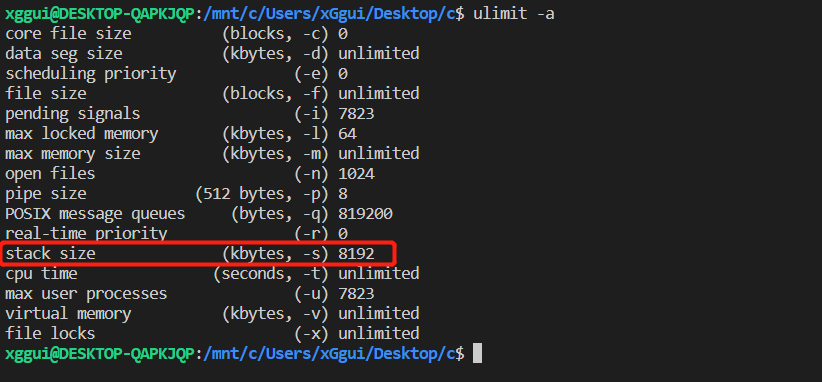 xggui@DESKTOP-QAPKJQP:/mnt/c/Users/xGgui/Desktop/c$ ulimit -a
core file size          (blocks, -c) 0
data seg size           (kbytes, -d) unlimited
scheduling priority             (-e) 0
file size               (blocks, -f) unlimited
pending signals                 (-i) 7823
max locked memory       (kbytes, -l) 64
max memory size         (kbytes, -m) unlimited
open files                      (-n) 1024
pipe size            (512 bytes, -p) 8
POSIX message queues     (bytes, -q) 819200
real-time priority              (-r) 0
stack size              (kbytes, -s) 8192
cpu time               (seconds, -t) unlimited
max user processes              (-u) 7823
virtual memory          (kbytes, -v) unlimited
file locks                      (-x) unlimited
xggui@DESKTOP-QAPKJQP:/mnt/c/Users/xGgui/Desktop/c$